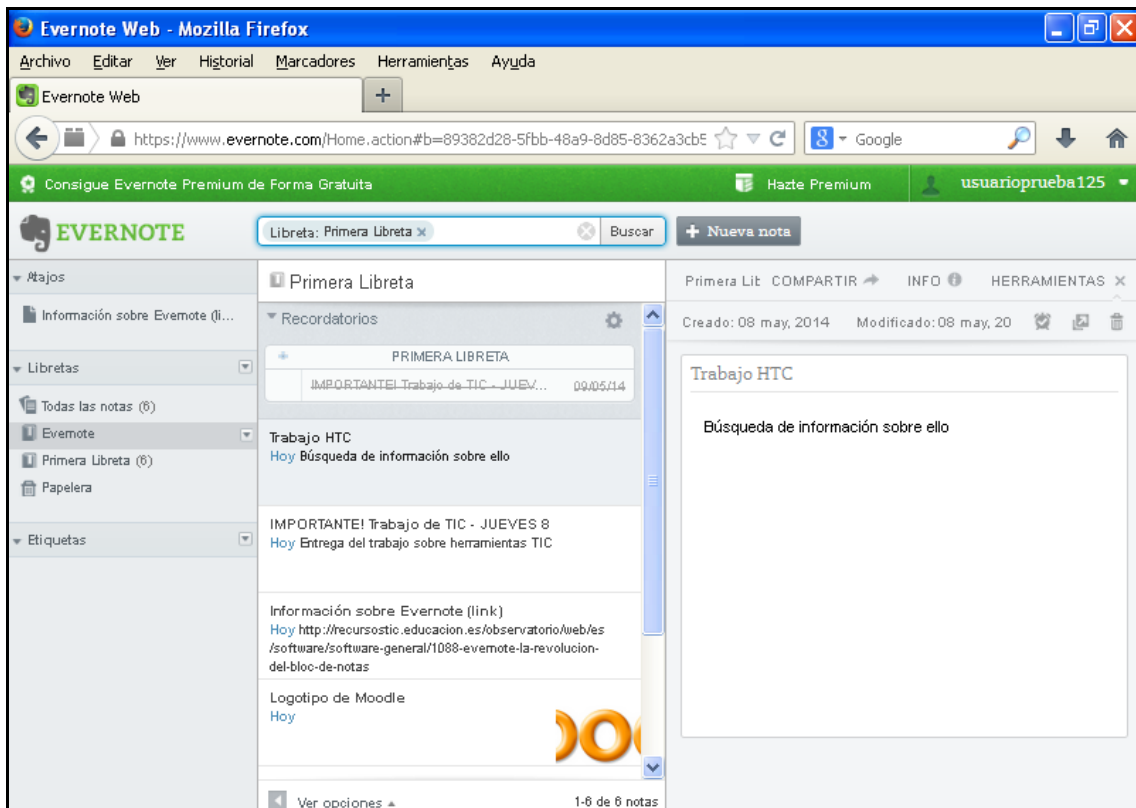 Evernote Web - Mozilla Firefox
Archivo Editar Ver Historial Marcadores Herramientas Ayuda
Evernote Web
https://www.evernote.com/Home.action#b=89382d28-5fbb-48a9-8d85-8362a3cb5
Google
Consigue Evernote Premium de Forma Gratuita
Hazte Premium
usuarioprueba125
EVERNOTE
Libreta: Primera Libreta x
Buscar
+ Nueva nota
Atajos
Información sobre Evernote (li...
Libretas
Todas las notas (6)
Evernote
Primera Libreta (6)
Papelera
Etiquetas
Primera Libreta
Recordatorios
PRIMERA LIBRETA
IMPORTANTE! Trabajo de TIC - JUEV... 09/05/14
Trabajo HTC
Hoy Búsqueda de información sobre ello
IMPORTANTE! Trabajo de TIC - JUEVES 8
Hoy Entrega del trabajo sobre herramientas TIC
Información sobre Evernote (link)
Hoy http://recursostic.educacion.es/observatorio/web/es
/software/software-general/1088-evernote-la-revolucion-
del-bloc-de-notas
Logotipo de Moodle
Hoy
Ver opciones
1-6 de 6 notas
Primera Lib COMPARTIR INFO HERRAMIENTAS
Creado: 08 may, 2014 Modificado: 08 may, 20
Trabajo HTC
Búsqueda de información sobre ello